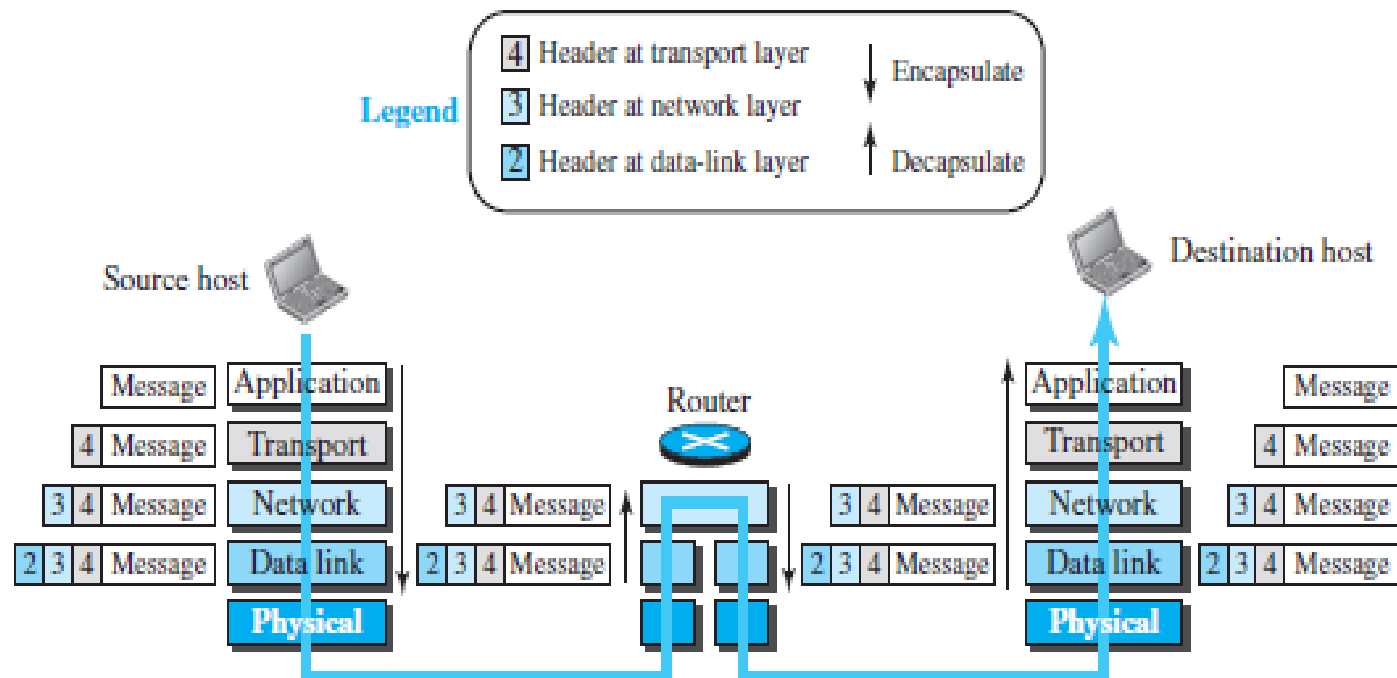 Legend
4 Header at transport layer
3 Header at network layer
2 Header at data-link layer
Encapsulate
Decapsulate
Source host
Destination host
Router
Message
4 Message
3 4 Message
2 3 4 Message
Application
Transport
Network
Data link
Physical
3 4 Message
2 3 4 Message
3 4 Message
2 3 4 Message
Application
Transport
Network
Data link
Physical
Message
4 Message
3 4 Message
2 3 4 Message